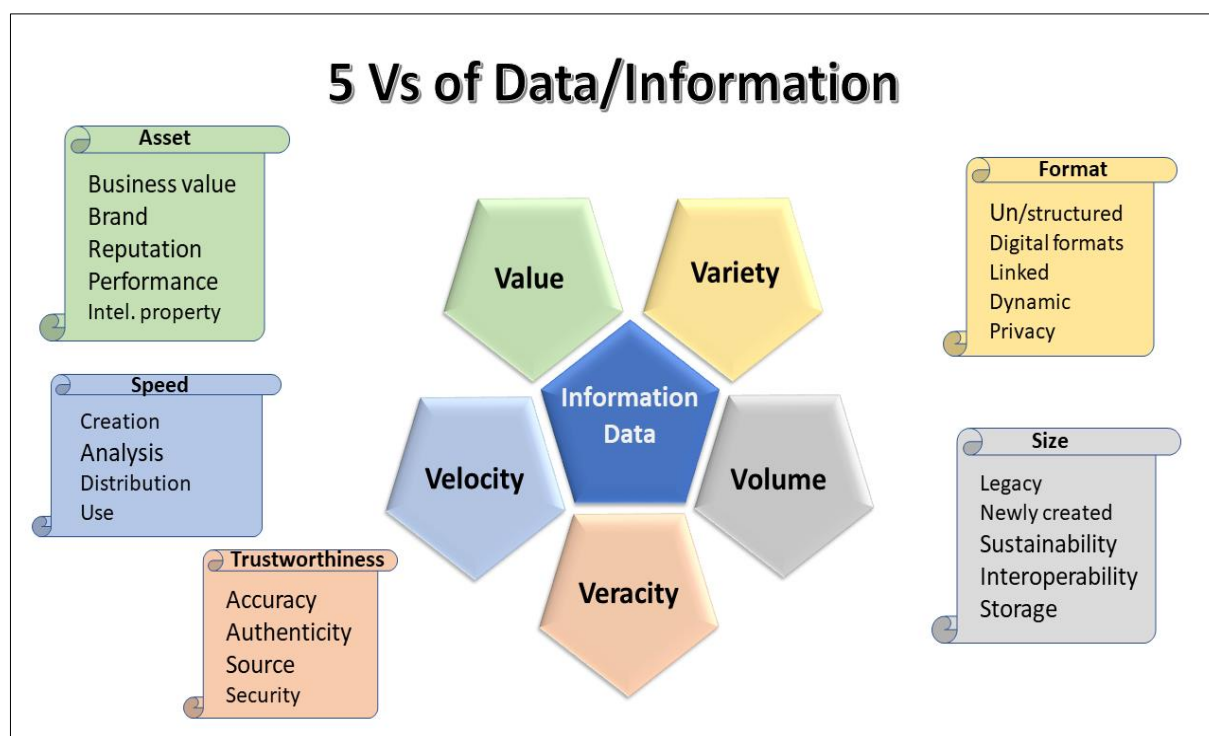 5 Vs of Data/Information
Asset
Business value
Brand
Reputation
Performance
Intel. property
Speed
Creation
Analysis
Distribution
Use
Trustworthiness
Accuracy
Authenticity
Source
Security
Value
Variety
Information
Data
Velocity
Volume
Veracity
Format
Un/structured
Digital formats
Linked
Dynamic
Privacy
Size
Legacy
Newly created
Sustainability
Interoperability
Storage